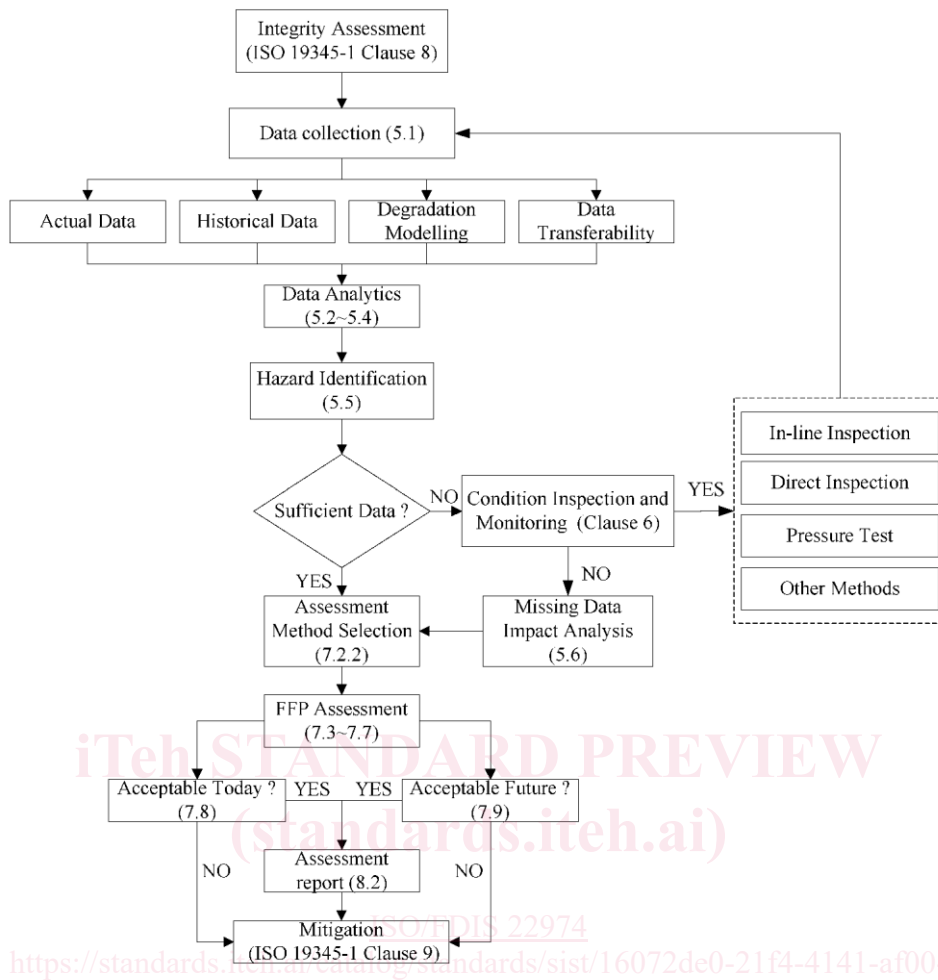 Integrity Assessment
(ISO 19345-1 Clause 8)
Data collection (5.1)
Actual Data
Historical Data
Degradation
Modelling
Data
Transferability
Data Analytics
(5.2~5.4)
Hazard Identification
(5.5)
Sufficient Data ?
NO
Condition Inspection and
Monitoring (Clause 6)
YES
In-line Inspection
Direct Inspection
Pressure Test
Other Methods
YES
NO
Assessment
Method Selection
(7.2.2)
Missing Data
Impact Analysis
(5.6)
FFP Assessment
(7.3~7.7)
iTeh STANDARD PREVIEW
Acceptable Today ?
(7.8)
YES
YES
Acceptable Future ?
(7.9)
(standards.iteh.ai)
NO
Assessment
report (8.2)
NO
ISO/FDIS 22974
Mitigation
(ISO 19345-1 Clause 9)
https://standards.iteh.ai/catalog/standards/sist/16072de0-21f4-4141-af00